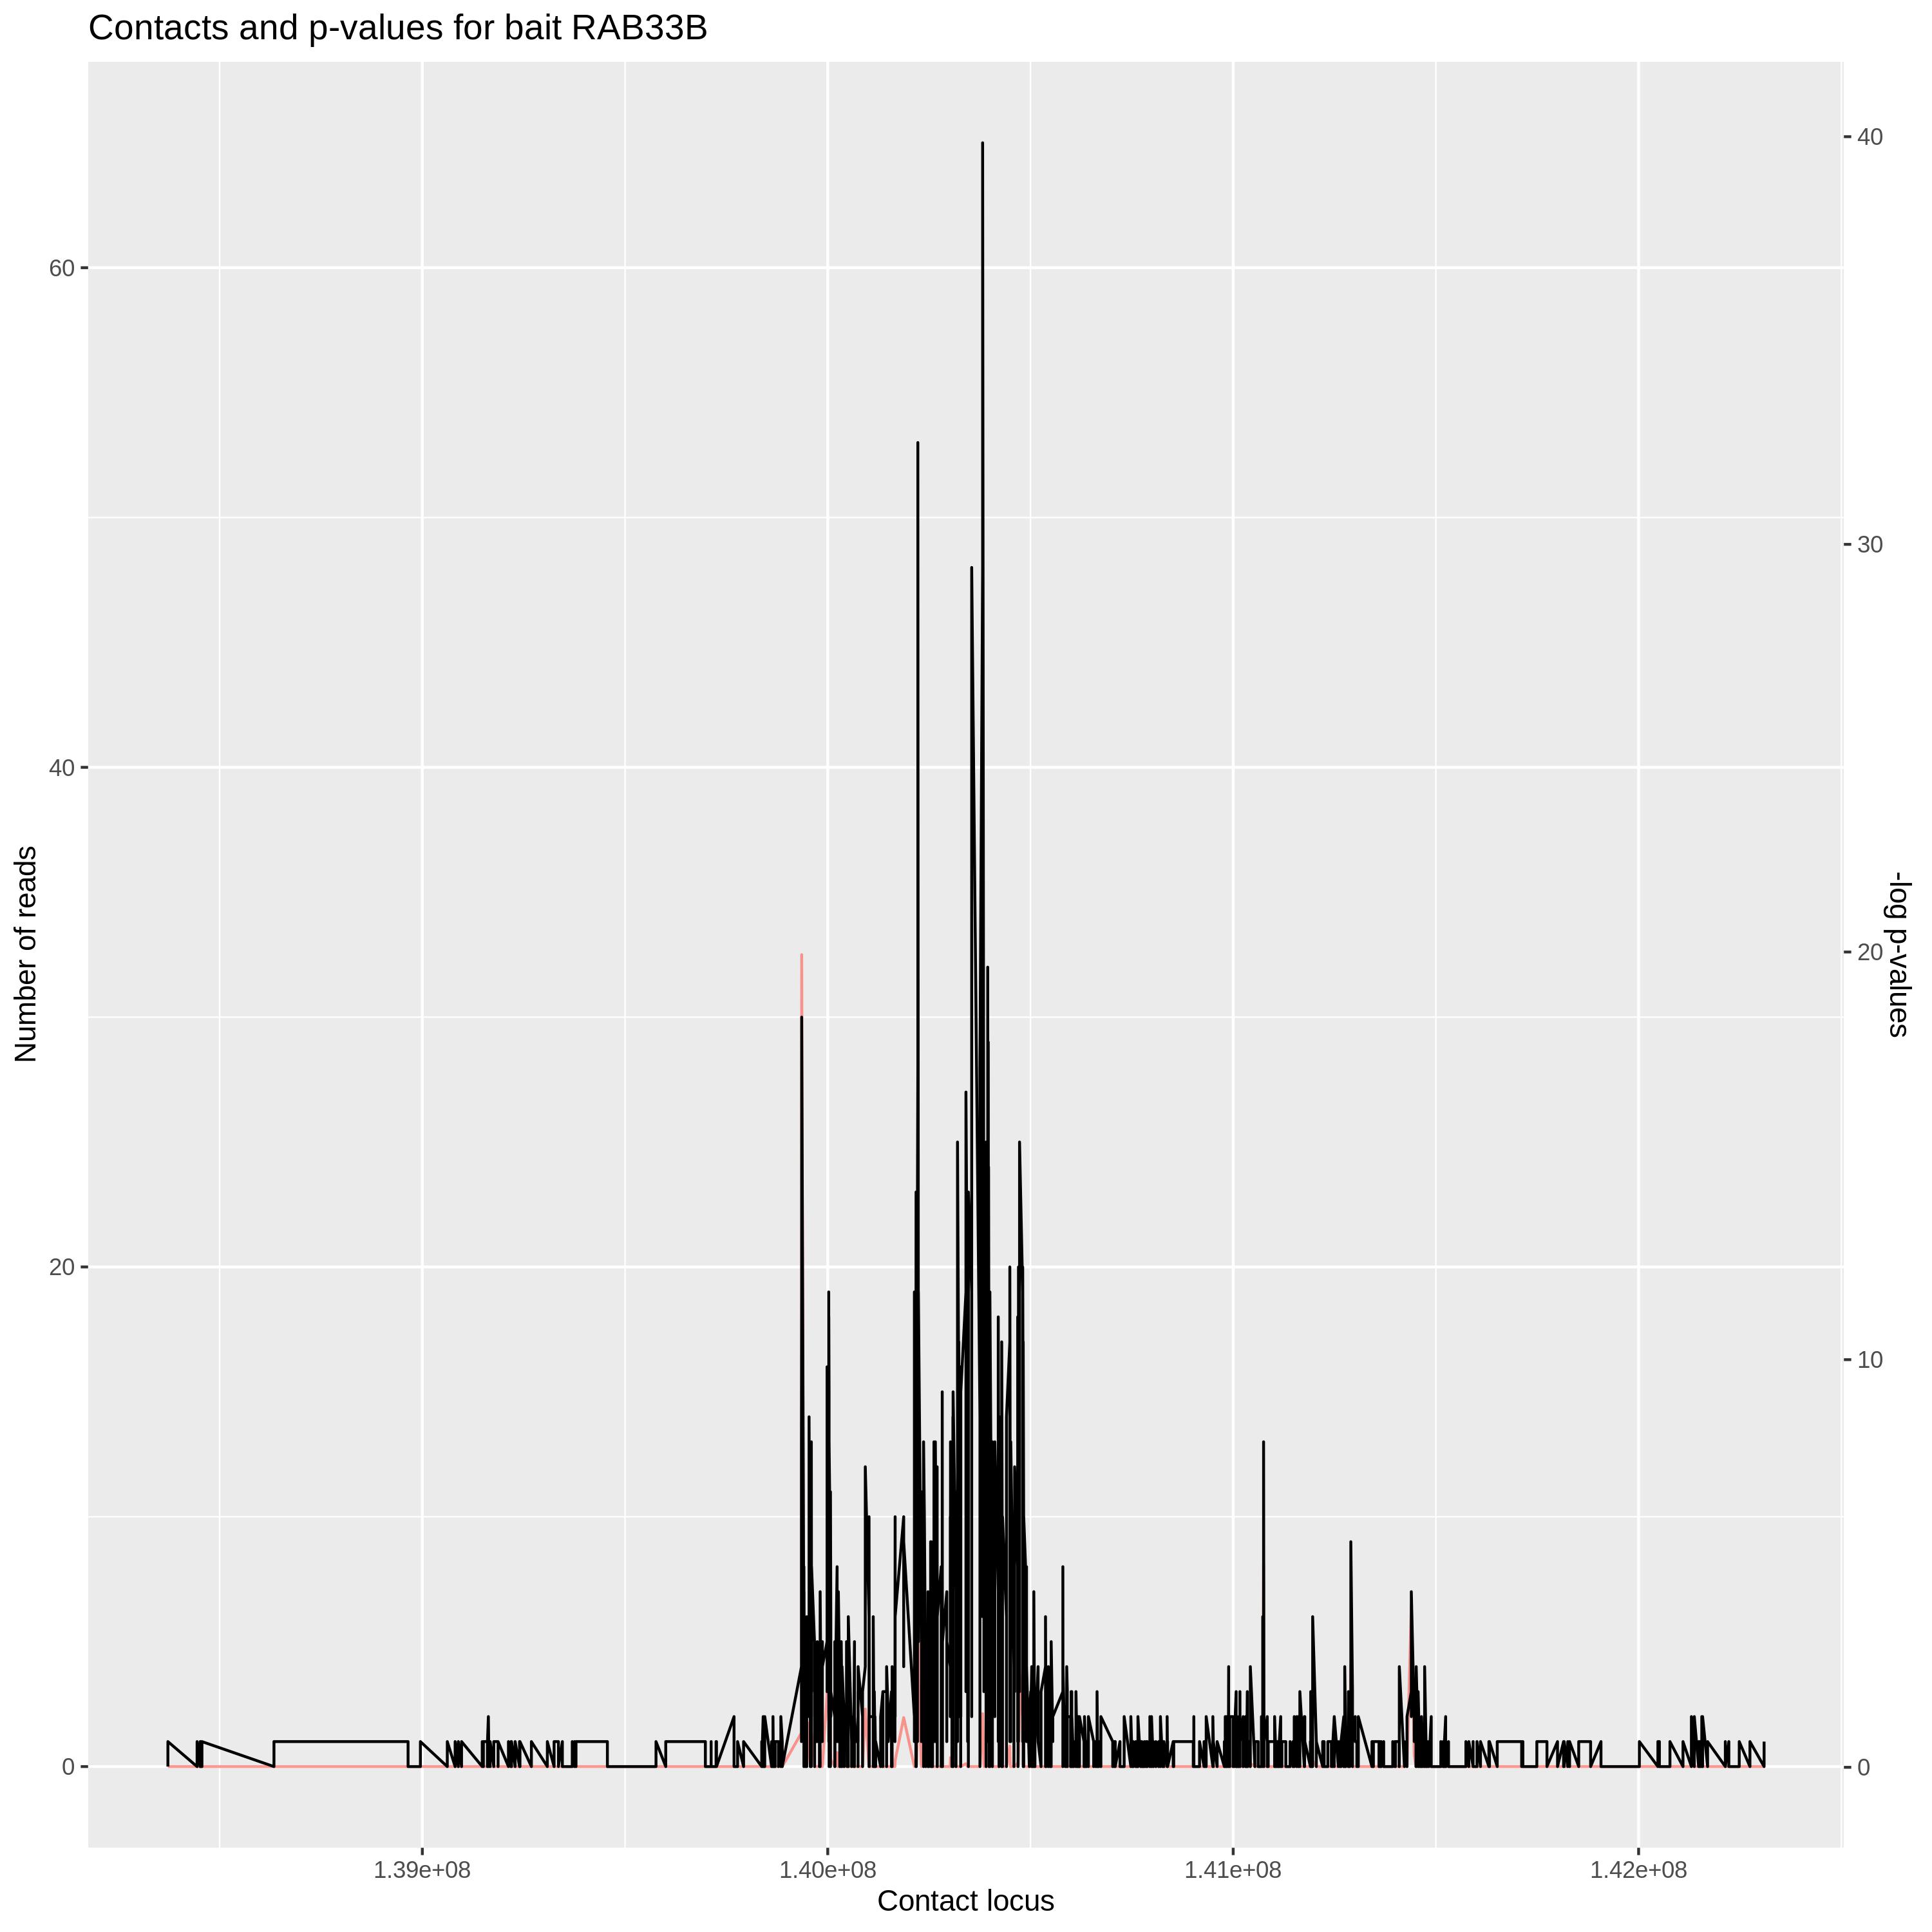 Contacts and p-values for bait RAB33B
Number of reads
60
40
20
0
40
30
20
10
0
-log p-values
1.39e+08
1.40e+08
1.41e+08
1.42e+08
Contact locus